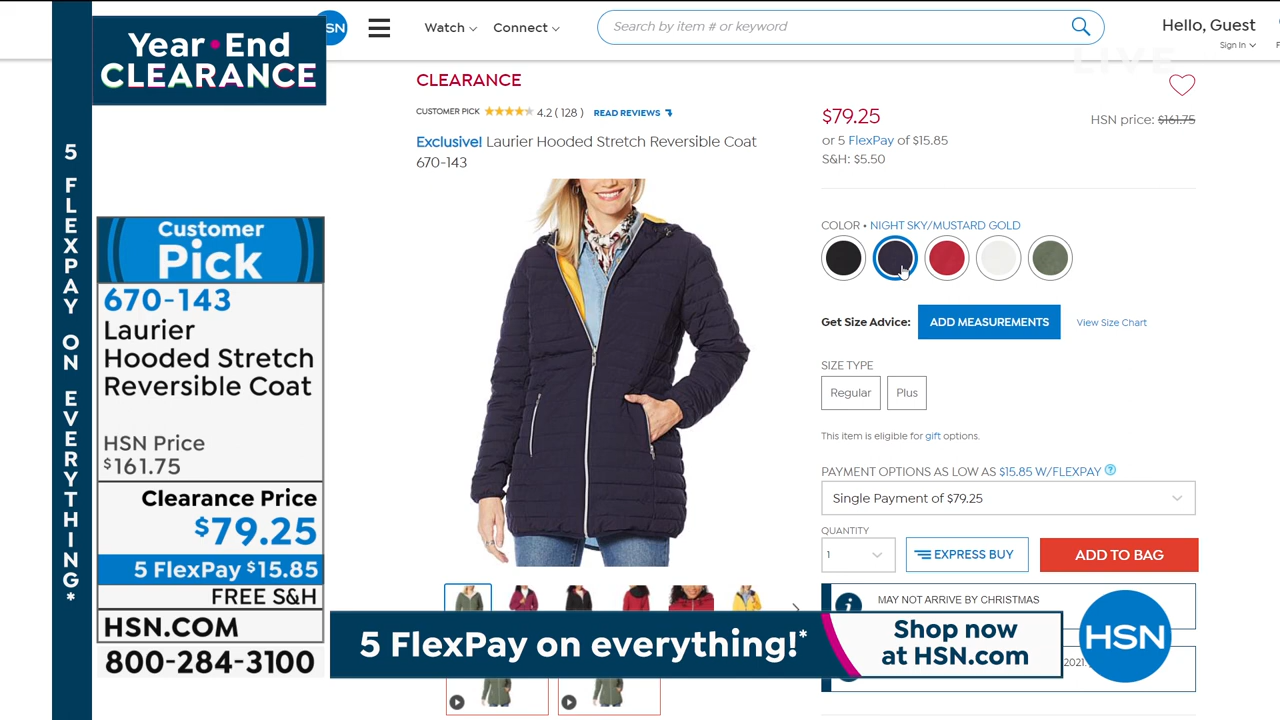 Year • End
CLEARANCE
5 FLEXPAY ON EVERYTHING*
Customer
Pick
670-143
Laurier
Hooded Stretch
Reversible Coat
HSN Price
$161.75
Clearance Price
$79.25
5 FlexPay $15.85
FREE S&H
HSN.COM
800-284-3100
SN
Watch
Connect
Search by item # or keyword
Hello, Guest
Sign In
LIVE
CLEARANCE
CUSTOMER PICK 4.2 ( 128 ) READ REVIEWS
Exclusive! Laurier Hooded Stretch Reversible Coat
670-143
$79.25
HSN price: $161.75
or 5 FlexPay of $15.85
S&H: $5.50
COLOR • NIGHT SKY/MUSTARD GOLD
Get Size Advice: ADD MEASUREMENTS View Size Chart
SIZE TYPE
Regular Plus
This item is eligible for gift options.
PAYMENT OPTIONS AS LOW AS $15.85 W/FLEXPAY ?
Single Payment of $79.25
QUANTITY
1
EXPRESS BUY
ADD TO BAG
MAY NOT ARRIVE BY CHRISTMAS
2021.
5 FlexPay on everything!*
Shop now
at HSN.com
HSN